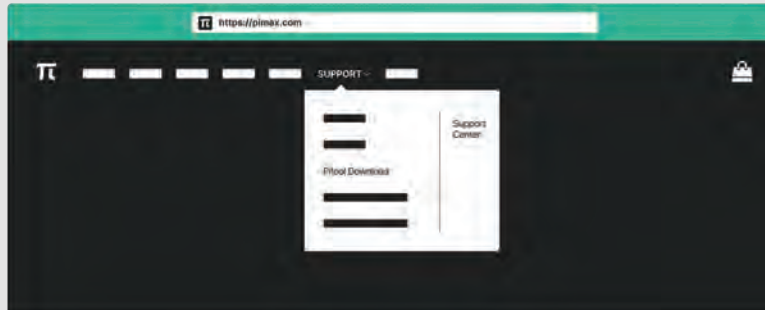 https://pimax.com
SUPPORT
Support
Center
Pitool Download